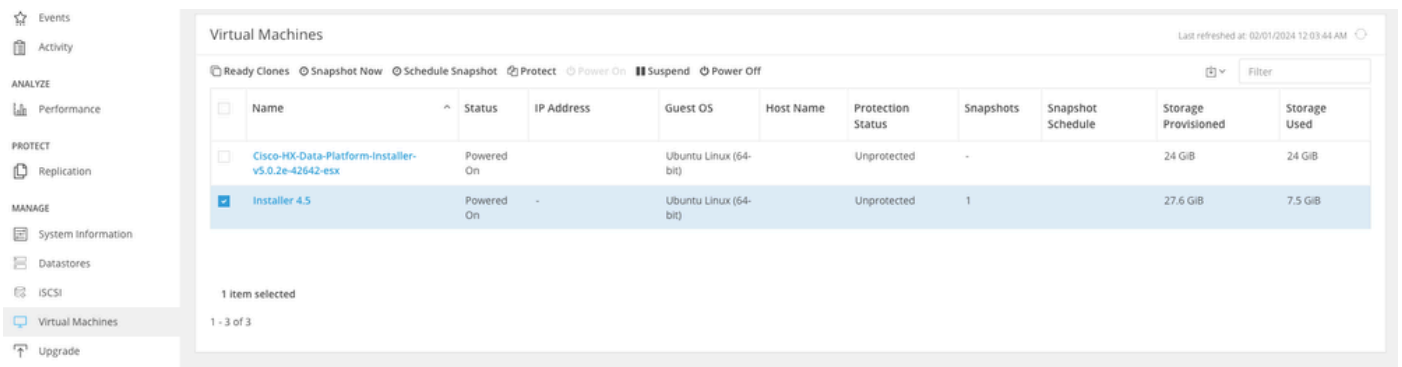 Events
Activity
ANALYZE
Performance
PROTECT
Replication
MANAGE
System Information
Datastores
iSCSI
Virtual Machines
Upgrade
Virtual Machines
Last refreshed at: 02/01/2024 12:03:44 AM
Ready Clones Snapshot Now Schedule Snapshot Protect Power On Suspend Power Off
Filter
Name Status IP Address Guest OS Host Name Protection Status Snapshots Snapshot Schedule Storage Provisioned Storage Used
Cisco-HX-Data-Platform-Installer-v5.0.2e-42642-esx Powered On Ubuntu Linux (64-bit) Unprotected - 24 GiB 24 GiB
Installer 4.5 Powered On - Ubuntu Linux (64-bit) Unprotected 1 27.6 GiB 7.5 GiB
1 item selected
1 - 3 of 3